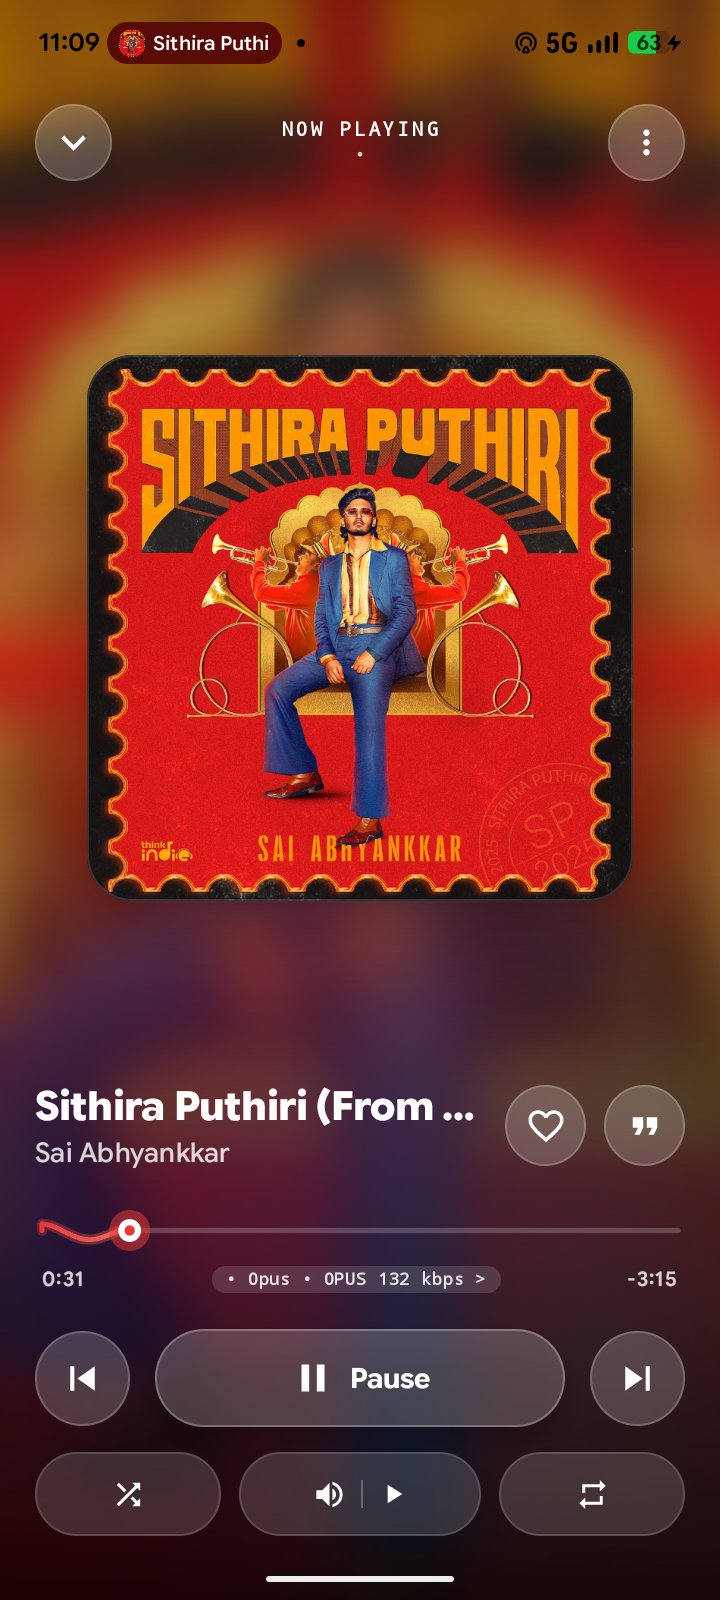 11:09 Sithira Puthi 5G 63
NOW PLAYING
SITHIRA PUTHIRI
SITHIRA PUTHIRI
SP
2025
2025
think
indie
SAI ABHYANKKAR
Sithira Puthiri (From ...
Sai Abhyankkar
0:31 • Opus • OPUS 132 kbps > -3:15
Pause